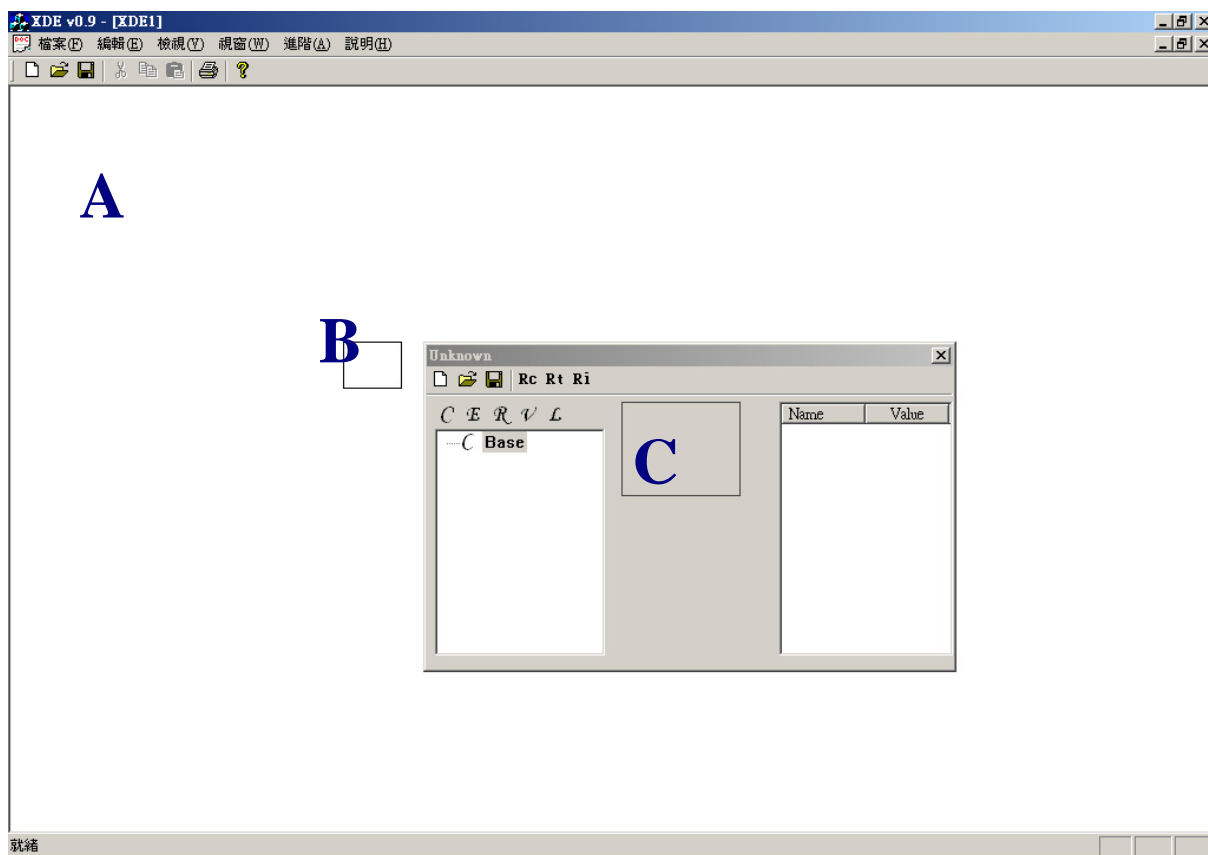 XDE v0.9 - [XDE1]
檔案(F) 編輯(E) 檢視(V) 視窗(W) 進階(A) 說明(H)
A
B
Unknown
Rc Rt Ri
C E R V L
C Base
C
Name Value
就緒